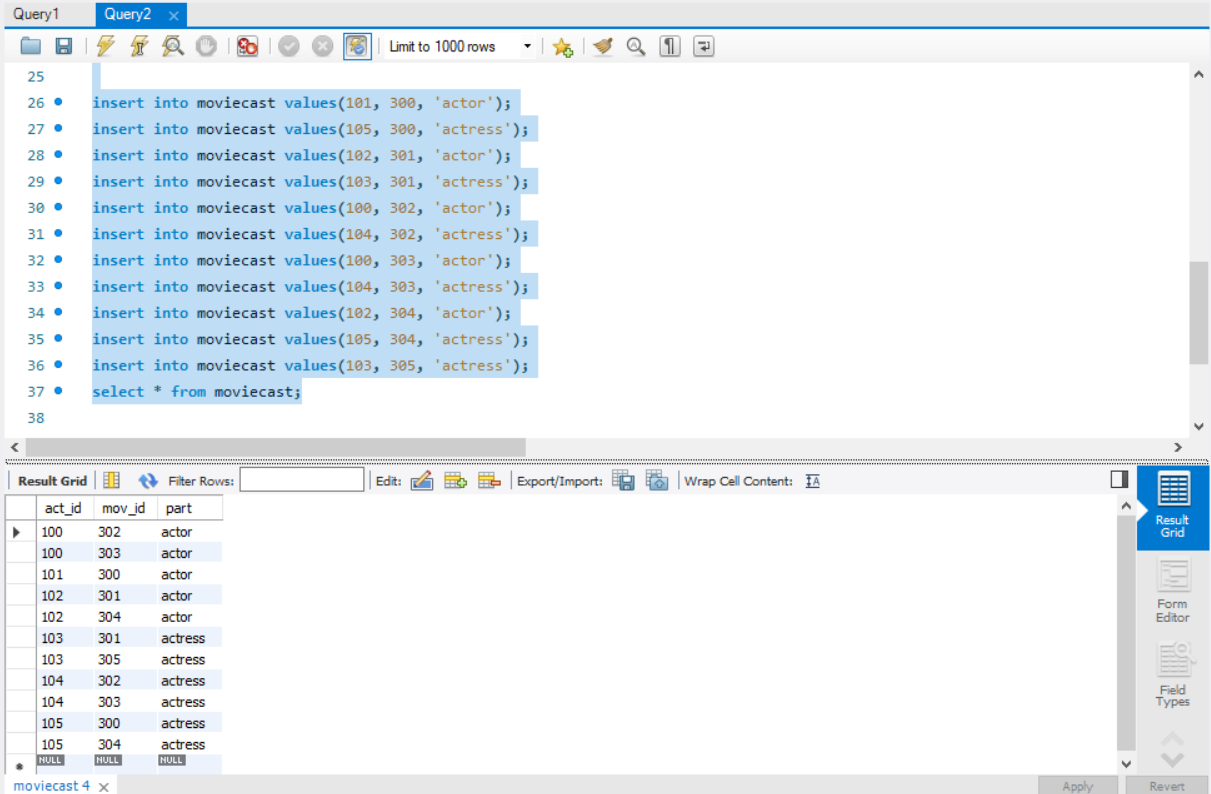 Query1 Query2 ×
Limit to 1000 rows
25
26 insert into moviecast values(101, 300, 'actor');
27 insert into moviecast values(105, 300, 'actress');
28 insert into moviecast values(102, 301, 'actor');
29 insert into moviecast values(103, 301, 'actress');
30 insert into moviecast values(100, 302, 'actor');
31 insert into moviecast values(104, 302, 'actress');
32 insert into moviecast values(100, 303, 'actor');
33 insert into moviecast values(104, 303, 'actress');
34 insert into moviecast values(102, 304, 'actor');
35 insert into moviecast values(105, 304, 'actress');
36 insert into moviecast values(103, 305, 'actress');
37 select * from moviecast;
38
Result Grid Filter Rows: Edit: Export/Import: Wrap Cell Content: IA
act_id mov_id part
100 302 actor
100 303 actor
101 300 actor
102 301 actor
102 304 actor
103 301 actress
103 305 actress
104 302 actress
104 303 actress
105 300 actress
105 304 actress
NULL NULL NULL
Result
Grid
Form
Editor
Field
Types
moviecast 4 × Apply Revert